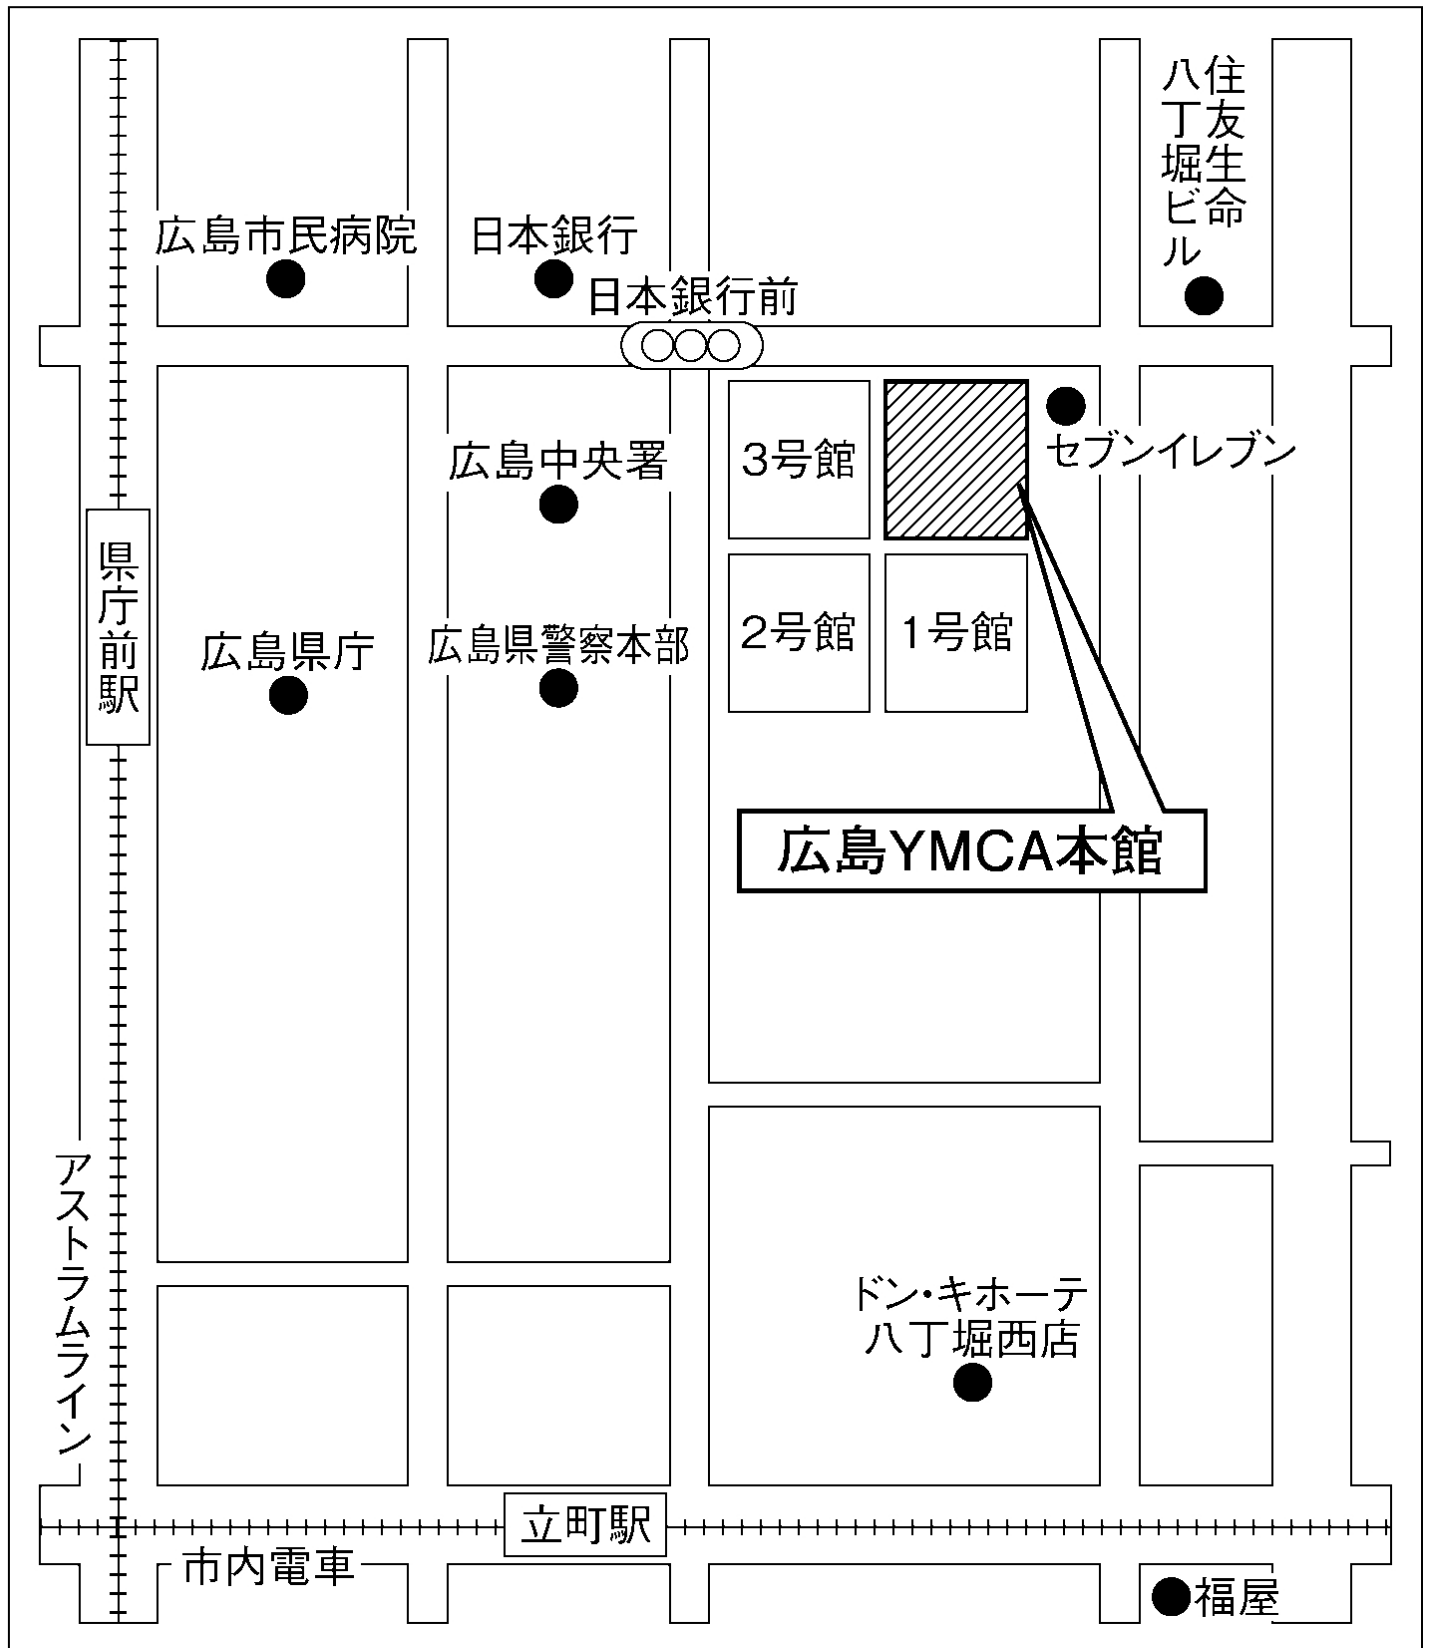 住友生命
八丁堀ビル
広島市民病院
日本銀行
日本銀行前
セブンイレブン
3号館
広島中央署
県庁前駅
広島県庁
広島県警察本部
2号館
1号館
広島YMCA本館
アストラムライン
ドン・キホーテ
八丁堀西店
立町駅
市内電車
福屋